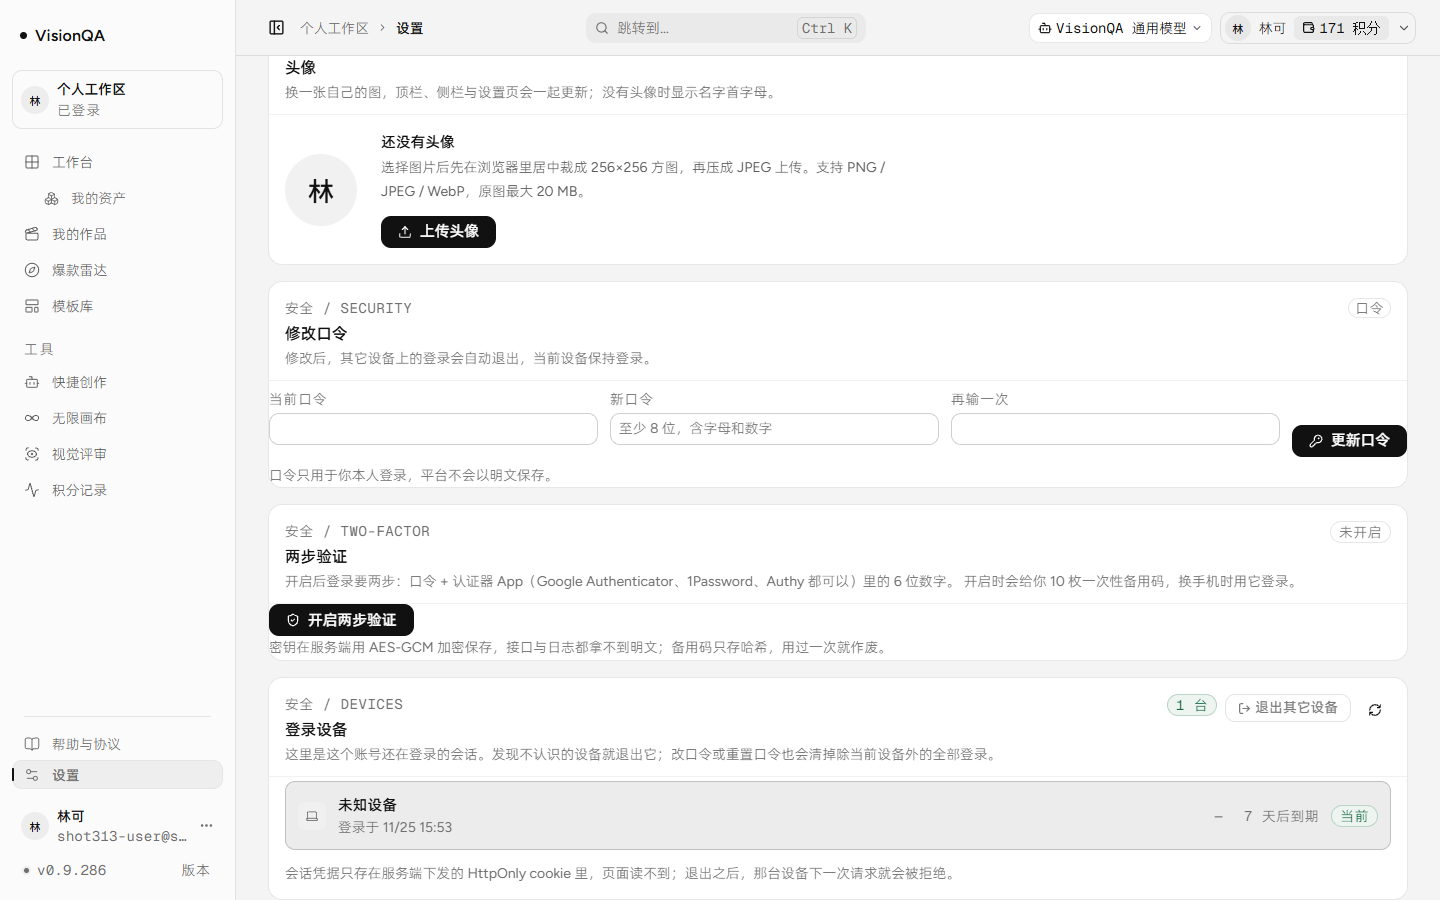 VisionQA
林
个人工作区
已登录
工作台
我的资产
我的作品
爆款雷达
模板库
工具
快捷创作
无限画布
视觉评审
积分记录
帮助与协议
设置
林
林可
shot313-user@s…
v0.9.286
版本
个人工作区
设置
跳转到…
Ctrl K
VisionQA 通用模型
林
林可
171 积分
头像
换一张自己的图，顶栏、侧栏与设置页会一起更新；没有头像时显示名字首字母。
林
还没有头像
选择图片后先在浏览器里居中裁成 256×256 方图，再压成 JPEG 上传。支持 PNG /
JPEG / WebP，原图最大 20 MB。
上传头像
安全 / SECURITY
口令
修改口令
修改后，其它设备上的登录会自动退出，当前设备保持登录。
当前口令
新口令
再输一次
至少 8 位，含字母和数字
更新口令
口令只用于你本人登录，平台不会以明文保存。
安全 / TWO-FACTOR
未开启
两步验证
开启后登录要两步：口令 + 认证器 App（Google Authenticator、1Password、Authy 都可以）里的 6 位数字。 开启时会给你 10 枚一次性备用码，换手机时用它登录。
开启两步验证
密钥在服务端用 AES-GCM 加密保存，接口与日志都拿不到明文；备用码只存哈希，用过一次就作废。
安全 / DEVICES
1 台
退出其它设备
登录设备
这里是这个账号还在登录的会话。发现不认识的设备就退出它；改口令或重置口令也会清掉除当前设备外的全部登录。
未知设备
登录于 11/25 15:53
—
7 天后到期
当前
会话凭据只存在服务端下发的 HttpOnly cookie 里，页面读不到；退出之后，那台设备下一次请求就会被拒绝。